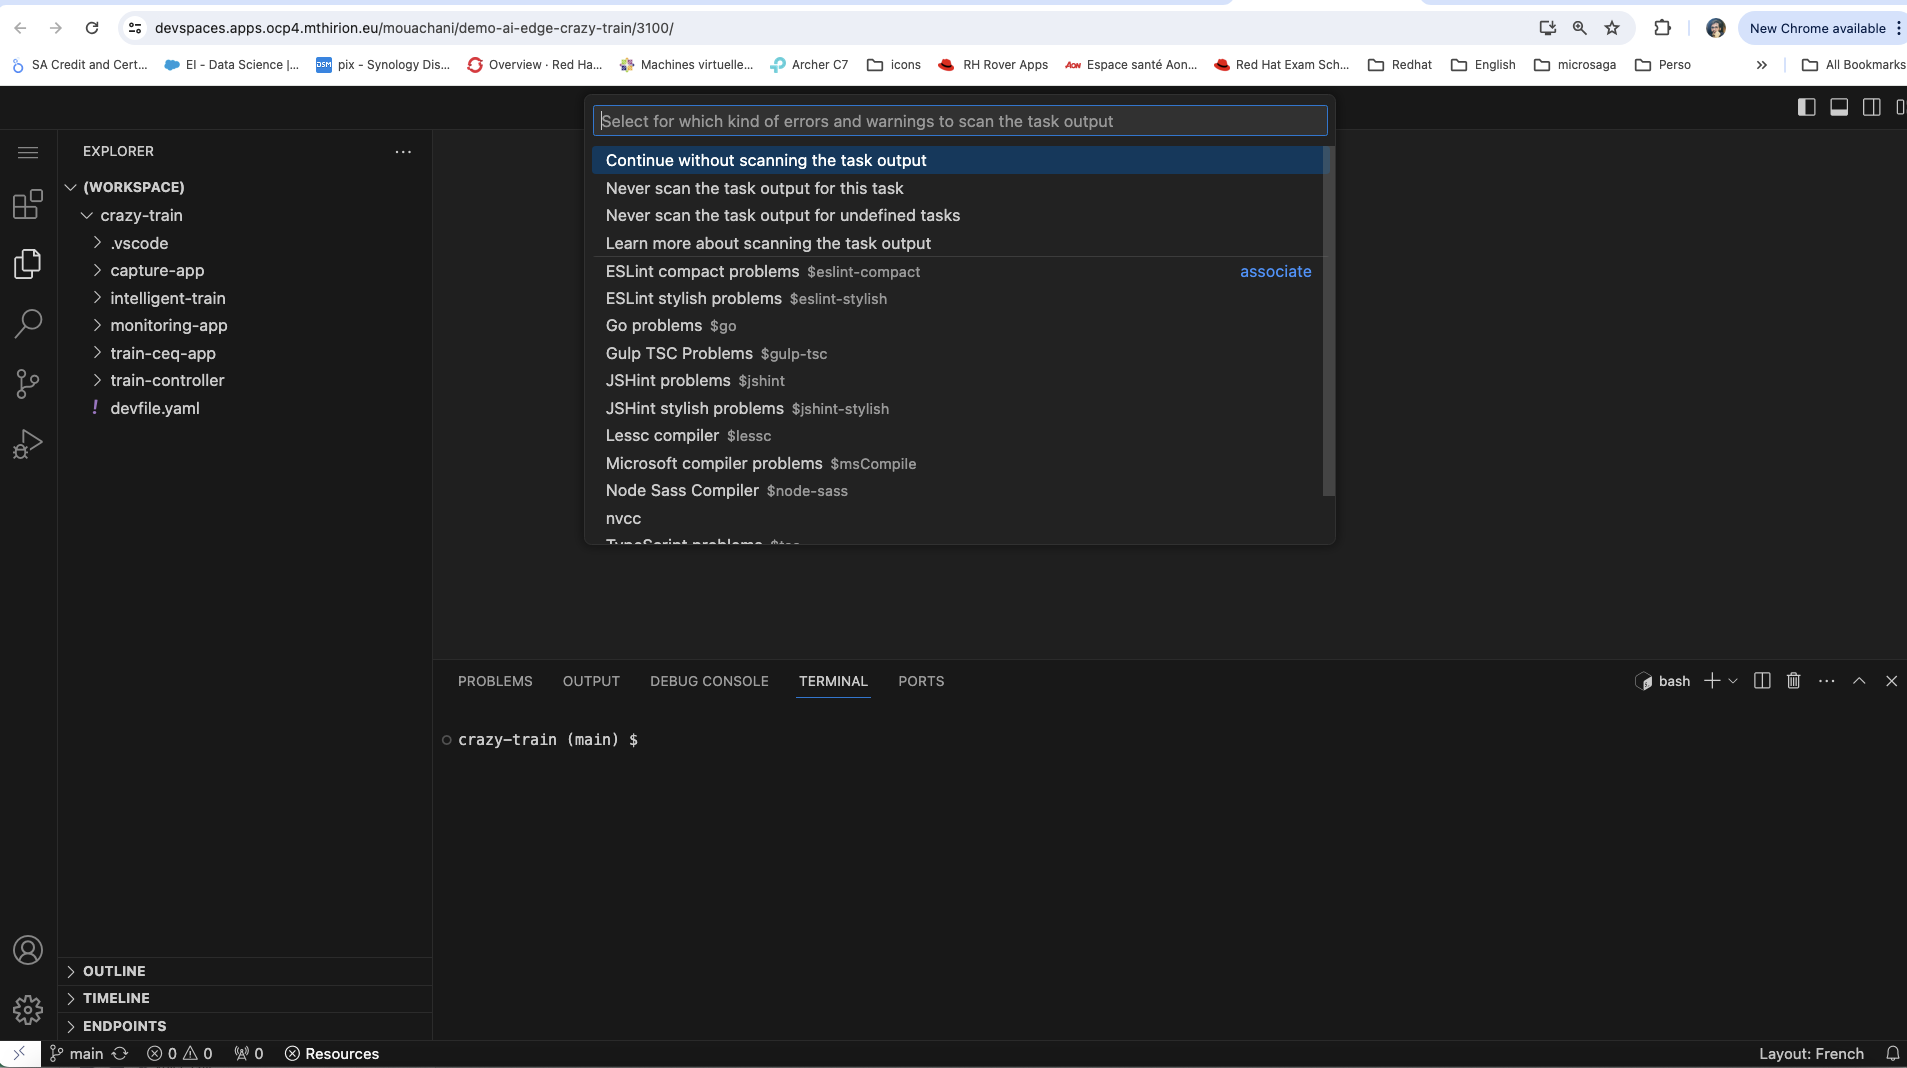 devspaces.apps.ocp4.mthirion.eu/mouachani/demo-ai-edge-crazy-train/3100/
New Chrome available
SA Credit and Cert...
EI - Data Science |...
DSM
pix - Synology Dis...
Overview · Red Ha...
Machines virtuelle...
Archer C7
icons
RH Rover Apps
AON
Espace santé Aon...
Red Hat Exam Sch...
Redhat
English
microsaga
Perso
All Bookmarks
EXPLORER
(WORKSPACE)
crazy-train
.vscode
capture-app
intelligent-train
monitoring-app
train-ceq-app
train-controller
! devfile.yaml
Select for which kind of errors and warnings to scan the task output
Continue without scanning the task output
Never scan the task output for this task
Never scan the task output for undefined tasks
Learn more about scanning the task output
ESLint compact problems $eslint-compact associate
ESLint stylish problems $eslint-stylish
Go problems $go
Gulp TSC Problems $gulp-tsc
JSHint problems $jshint
JSHint stylish problems $jshint-stylish
Lessc compiler $lessc
Microsoft compiler problems $msCompile
Node Sass Compiler $node-sass
nvcc
TypeScript problems $tsc
PROBLEMS OUTPUT DEBUG CONSOLE TERMINAL PORTS
bash
crazy-train (main) $
OUTLINE
TIMELINE
ENDPOINTS
main 0 0 0 Resources
Layout: French